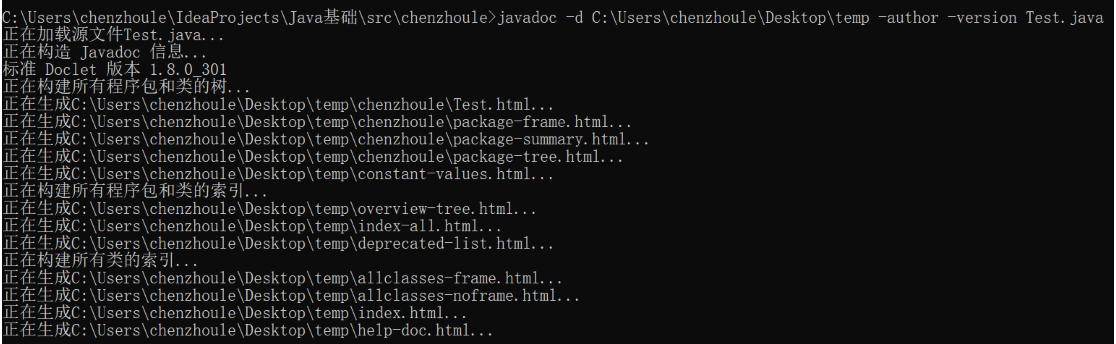 C:\Users\chenzhoule\IdeaProjects\Java基础\src\chenzhoule>javadoc -d C:\Users\chenzhoule\Desktop\temp -author -version Test.java
正在加载源文件Test.java...
正在构造 Javadoc 信息...
标准 Doclet 版本 1.8.0_301
正在构建所有程序包和类的树...
正在生成C:\Users\chenzhoule\Desktop\temp\chenzhoule\Test.html...
正在生成C:\Users\chenzhoule\Desktop\temp\chenzhoule\package-frame.html...
正在生成C:\Users\chenzhoule\Desktop\temp\chenzhoule\package-summary.html...
正在生成C:\Users\chenzhoule\Desktop\temp\chenzhoule\package-tree.html...
正在生成C:\Users\chenzhoule\Desktop\temp\constant-values.html...
正在构建所有程序包和类的索引...
正在生成C:\Users\chenzhoule\Desktop\temp\overview-tree.html...
正在生成C:\Users\chenzhoule\Desktop\temp\index-all.html...
正在生成C:\Users\chenzhoule\Desktop\temp\deprecated-list.html...
正在构建所有类的索引...
正在生成C:\Users\chenzhoule\Desktop\temp\allclasses-frame.html...
正在生成C:\Users\chenzhoule\Desktop\temp\allclasses-noframe.html...
正在生成C:\Users\chenzhoule\Desktop\temp\index.html...
正在生成C:\Users\chenzhoule\Desktop\temp\help-doc.html...